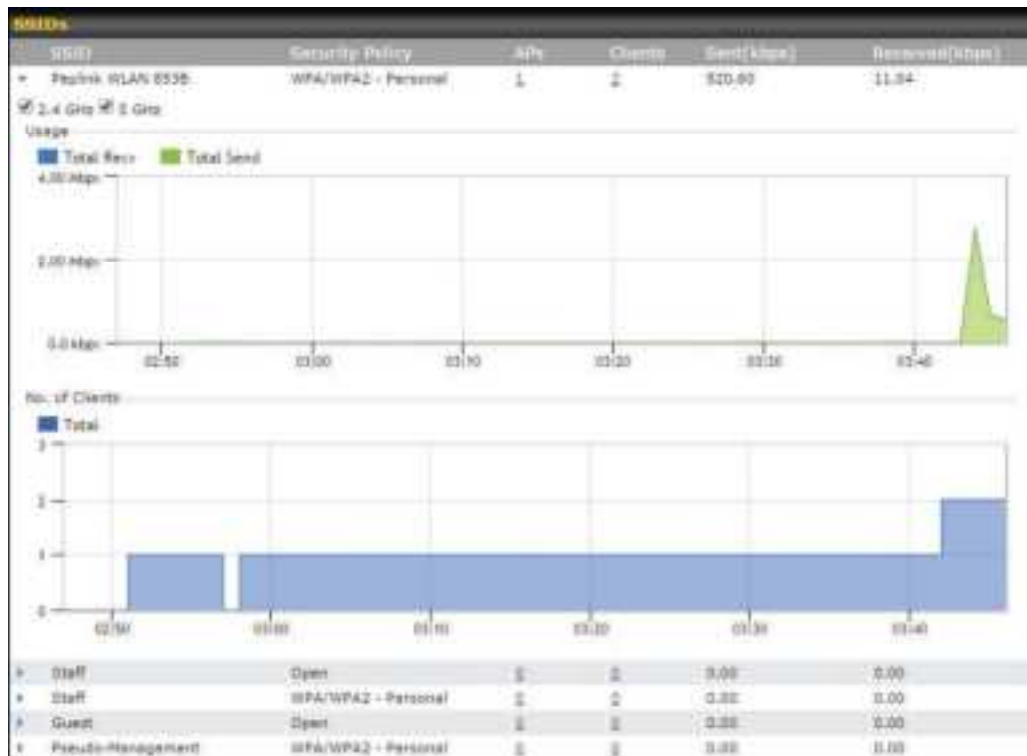 SSIDs
SSID Security Policy APs Clients Sent(kbps) Received(kbps)
Peplink WLAN 853B WPA/WPA2 - Personal 1 2 520.60 11.04
2.4 GHz 5 GHz
Usage
Total Recv Total Send
4.00 Mbps
2.00 Mbps
0.0 kbps
02:50 03:00 03:10 03:20 03:30 03:40
No. of Clients
Total
3
2
1
0
02:50 03:00 03:10 03:20 03:30 03:40
Staff Open 0.00 0.00
Staff WPA/WPA2 - Personal 0.00 0.00
Guest Open 0.00 0.00
Pseudo-Management WPA/WPA2 - Personal 0.00 0.00